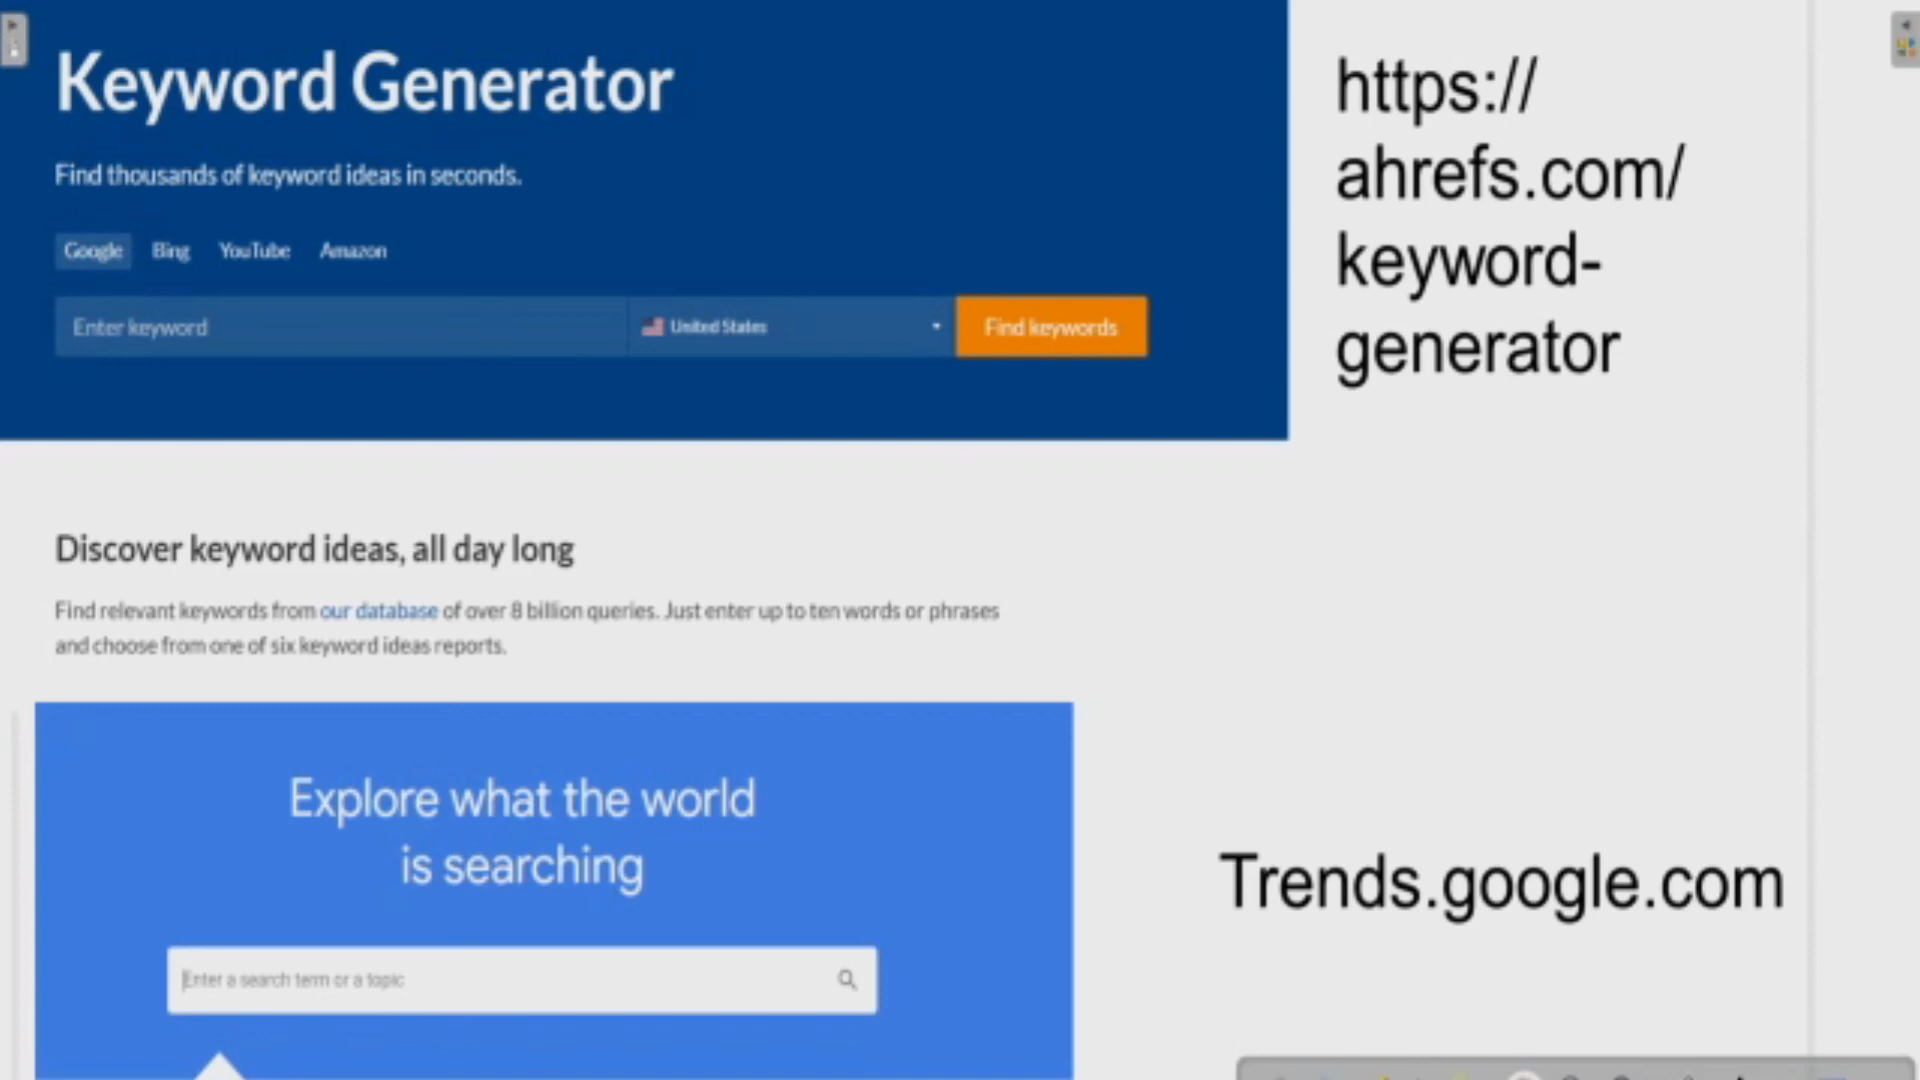 Keyword Generator
Find thousands of keyword ideas in seconds.
Google Bing YouTube Amazon
Enter keyword United States Find keywords
https://
ahrefs.com/
keyword-
generator
Discover keyword ideas, all day long
Find relevant keywords from our database of over 8 billion queries. Just enter up to ten words or phrases
and choose from one of six keyword ideas reports.
Explore what the world
is searching
Enter a search term or a topic
Trends.google.com